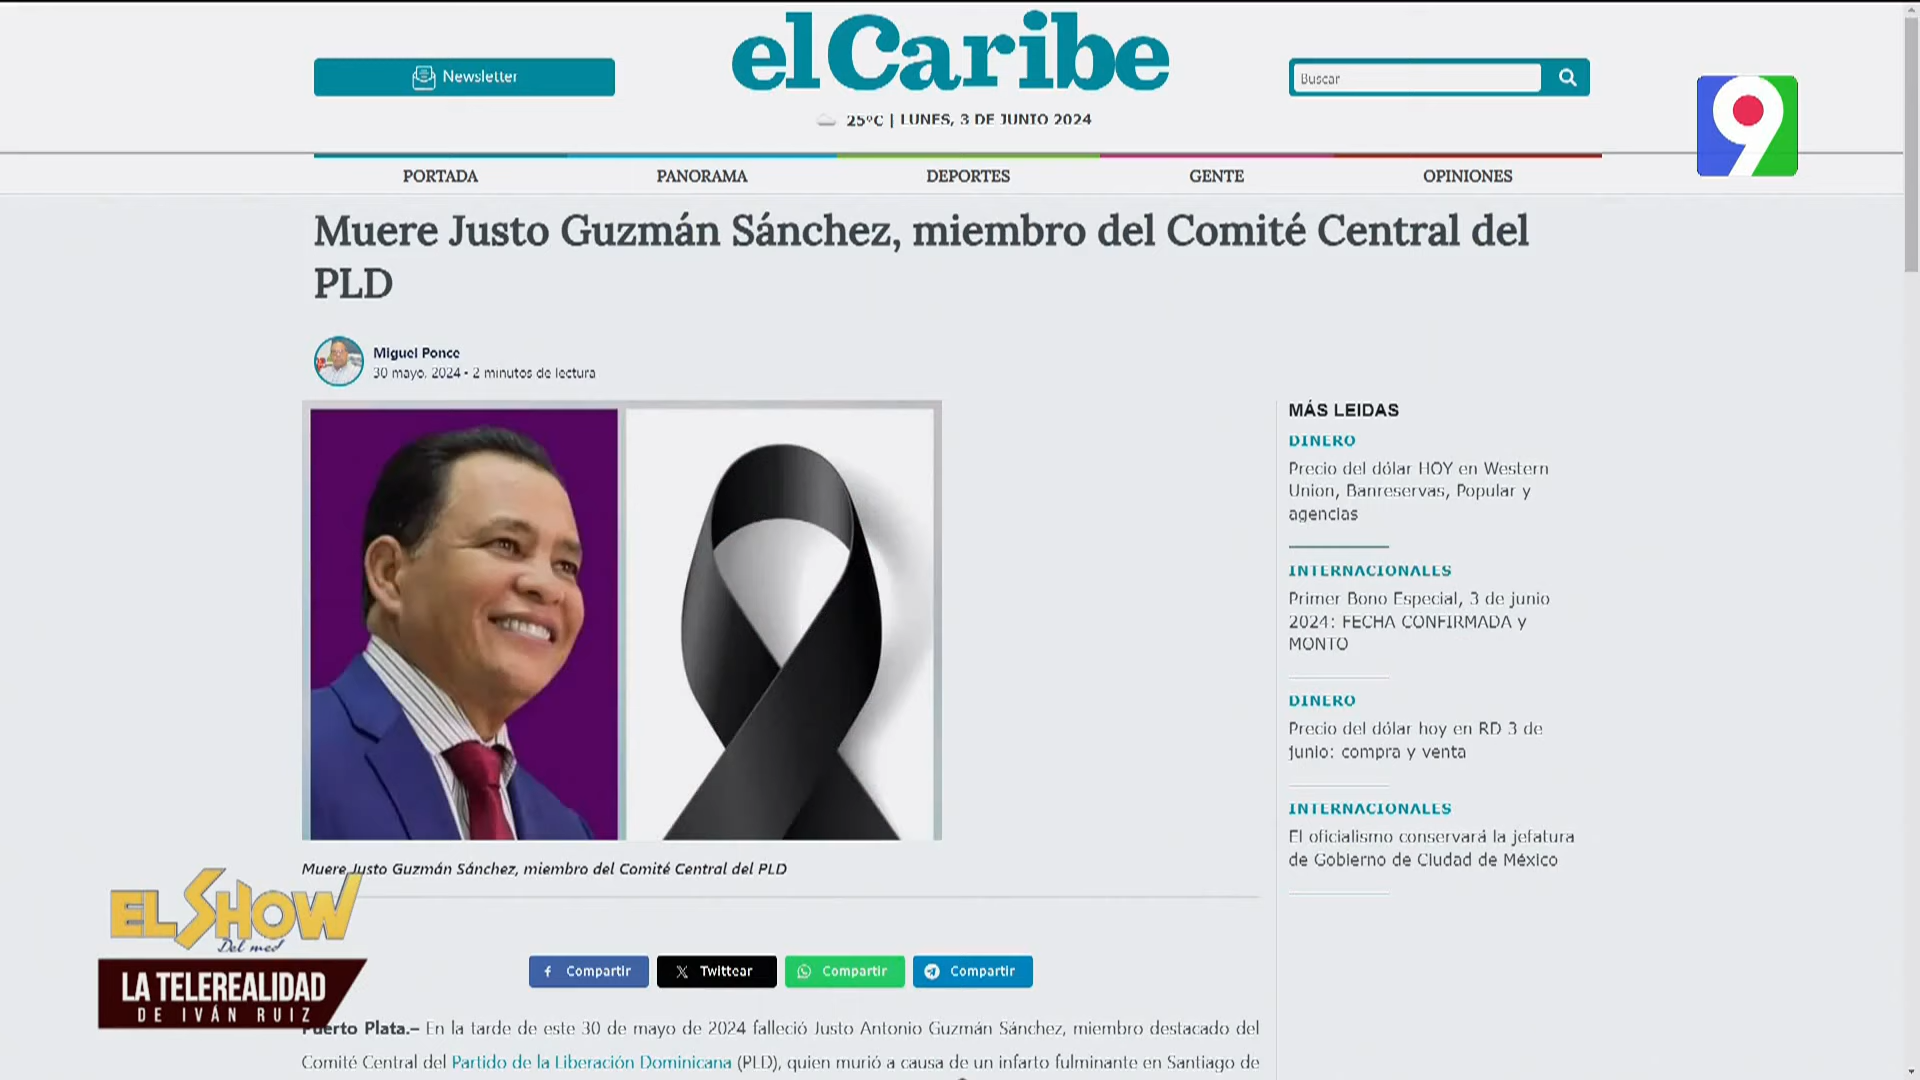 elCaribe
Newsletter
Buscar
25ºC | LUNES, 3 DE JUNIO 2024
9
PORTADA
PANORAMA
DEPORTES
GENTE
OPINIONES
Muere Justo Guzmán Sánchez, miembro del Comité Central del
PLD
Miguel Ponce
30 mayo, 2024 • 2 minutos de lectura
MÁS LEIDAS
DINERO
Precio del dólar HOY en Western
Union, Banreservas, Popular y
agencias
INTERNACIONALES
Primer Bono Especial, 3 de junio
2024: FECHA CONFIRMADA y
MONTO
DINERO
Precio del dólar hoy en RD 3 de
junio: compra y venta
INTERNACIONALES
El oficialismo conservará la jefatura
de Gobierno de Ciudad de México
Muere Justo Guzmán Sánchez, miembro del Comité Central del PLD
EL SHOW
Del med
LA TELEREALIDAD
DE IVÁN RUIZ
Compartir
Twittear
Compartir
Compartir
Puerto Plata.– En la tarde de este 30 de mayo de 2024 falleció Justo Antonio Guzmán Sánchez, miembro destacado del
Comité Central del Partido de la Liberación Dominicana (PLD), quien murió a causa de un infarto fulminante en Santiago de